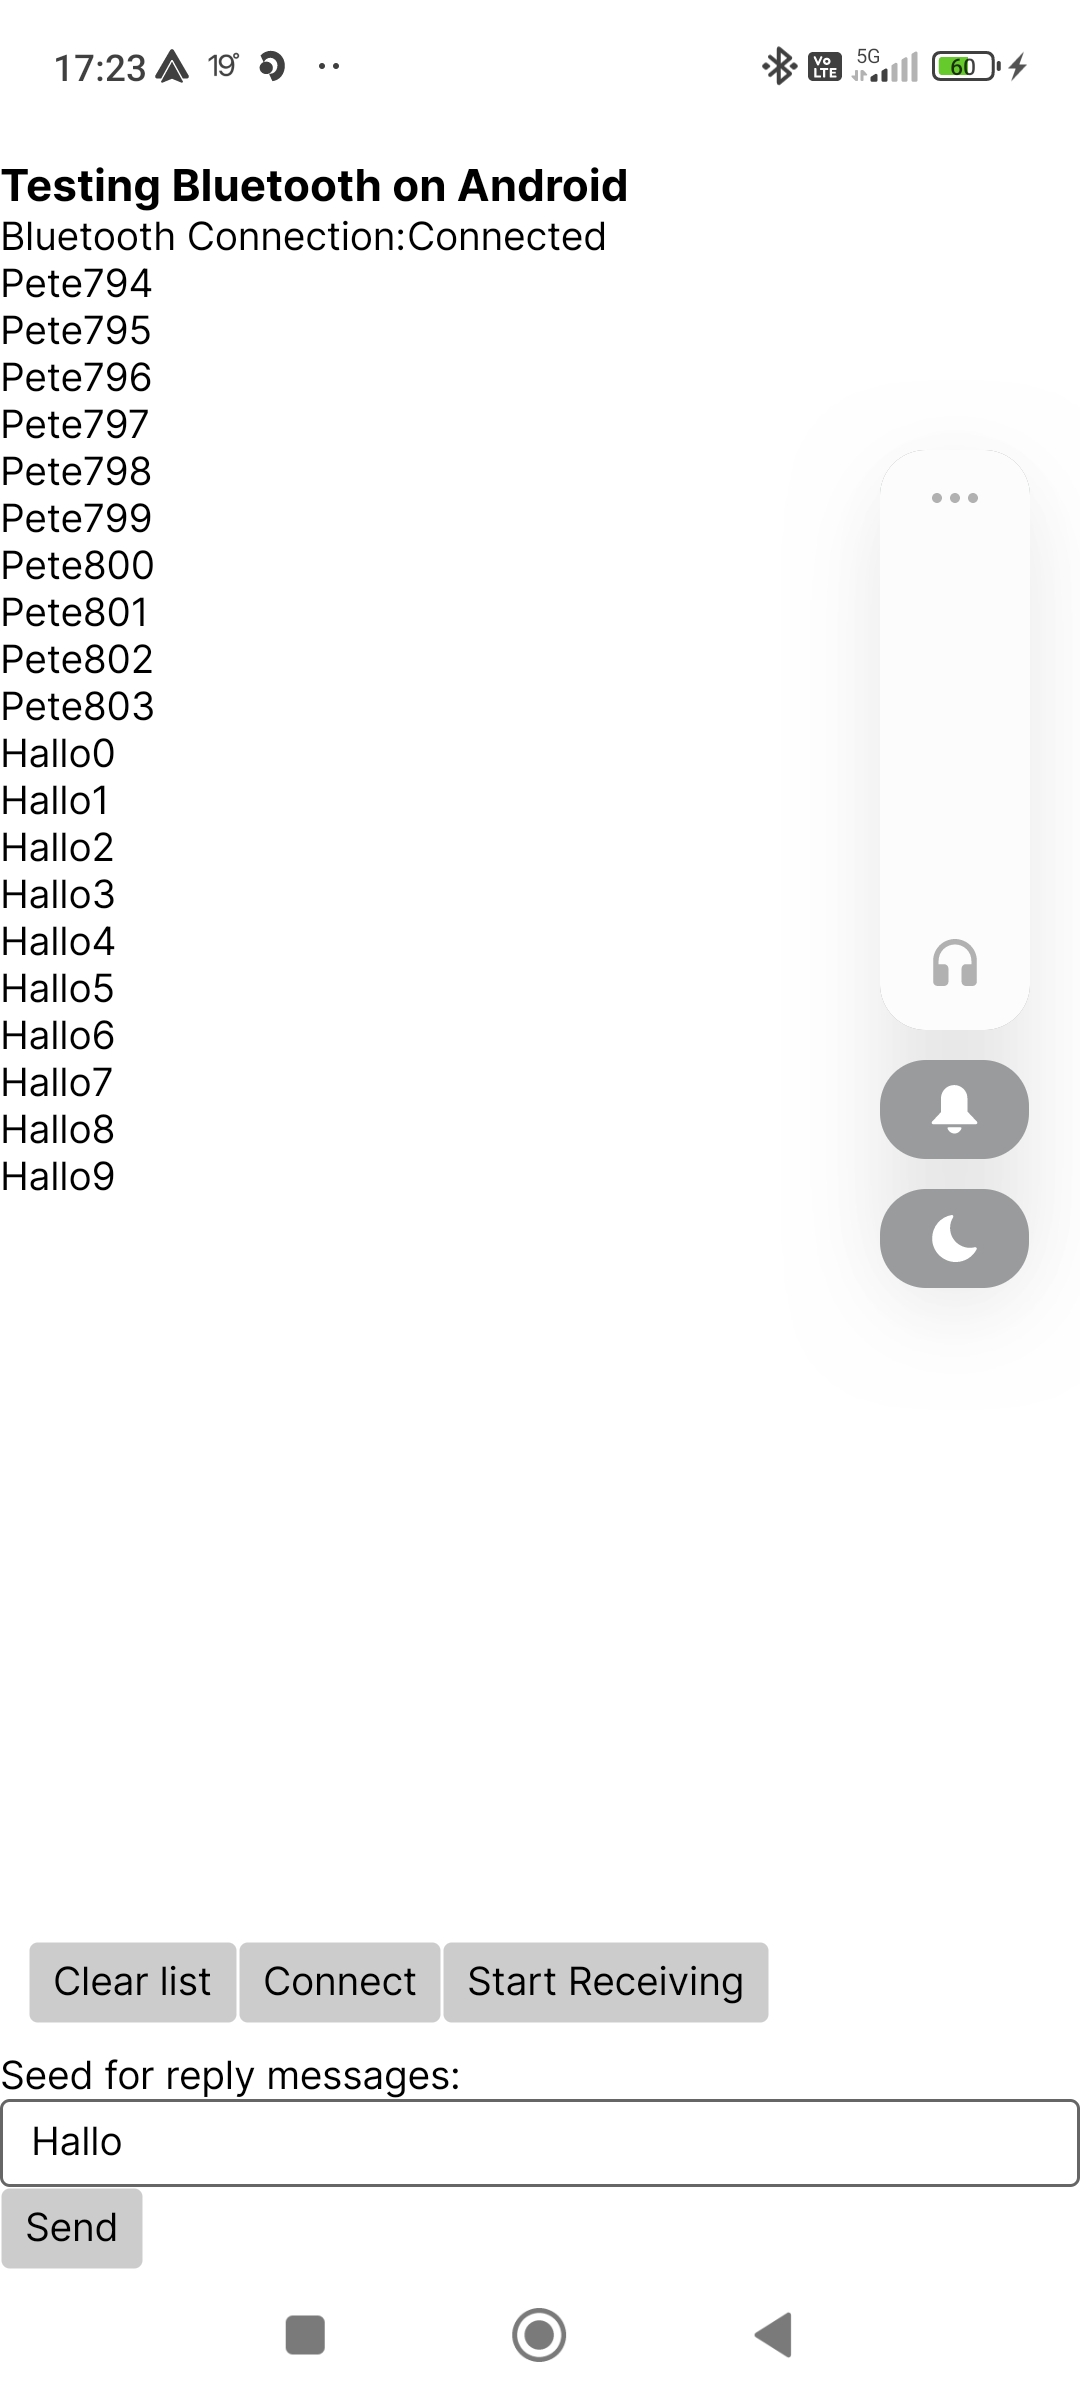 17:23 19° Vo LTE 5G 60
Testing Bluetooth on Android
Bluetooth Connection:Connected
Pete794
Pete795
Pete796
Pete797
Pete798
Pete799
Pete800
Pete801
Pete802
Pete803
Hallo0
Hallo1
Hallo2
Hallo3
Hallo4
Hallo5
Hallo6
Hallo7
Hallo8
Hallo9
Clear list Connect Start Receiving
Seed for reply messages:
Hallo
Send